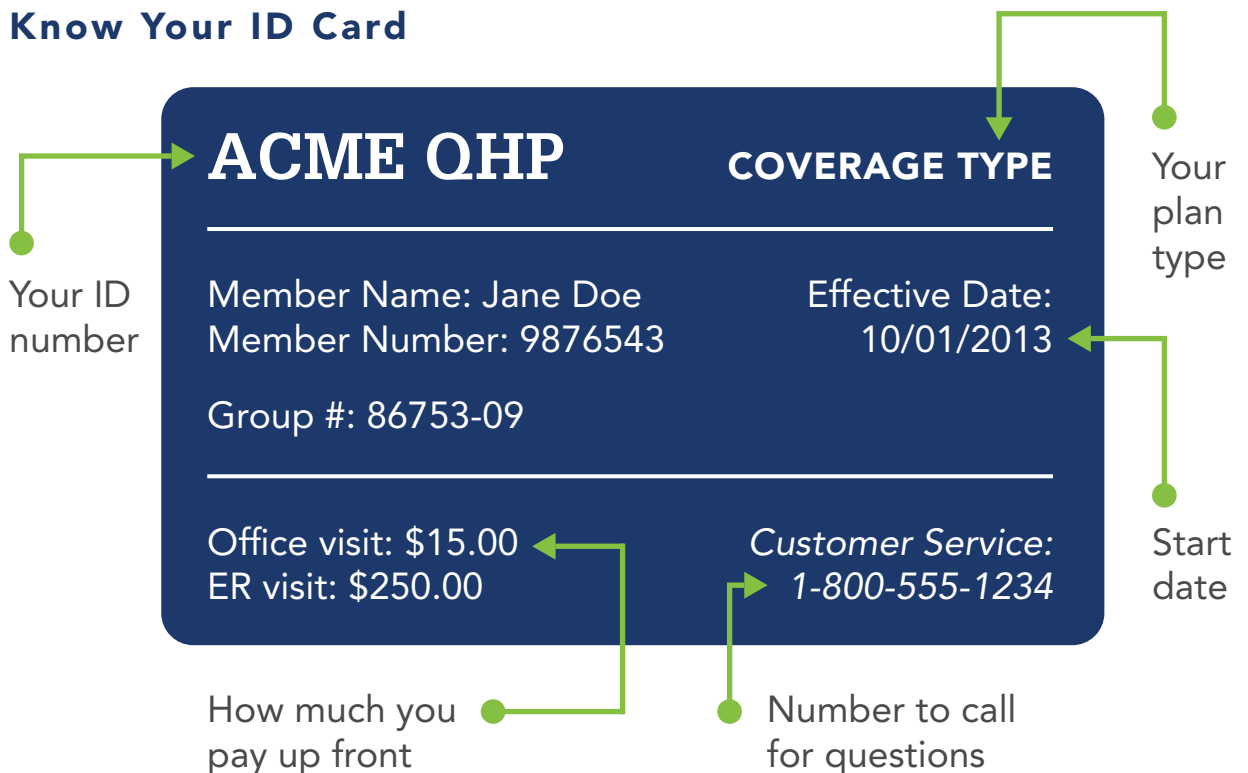 Know Your ID Card
ACME QHP
COVERAGE TYPE
Your
plan
type
Your ID
number
Member Name: Jane Doe
Member Number: 9876543
Effective Date:
10/01/2013
Group #: 86753-09
Office visit: $15.00
ER visit: $250.00
Customer Service:
1-800-555-1234
Start
date
How much you
pay up front
Number to call
for questions